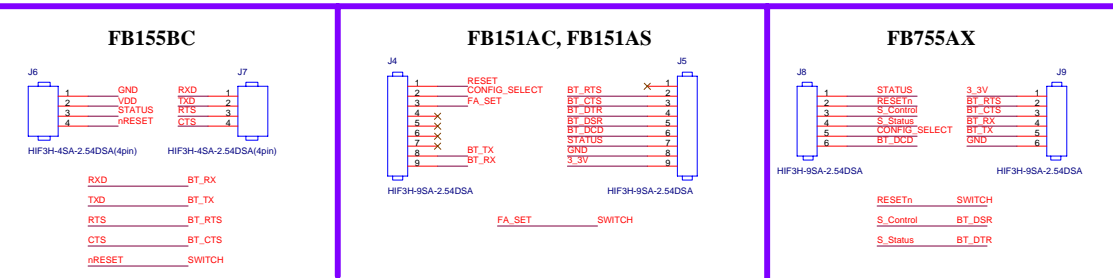 FB155BC
J6 J7
1 GND RXD 1
2 VDD TXD 2
3 STATUS RTS 3
4 nRESET CTS 4
HIF3H-4SA-2.54DSA(4pin) HIF3H-4SA-2.54DSA(4pin)
RXD BT_RX
TXD BT_TX
RTS BT_RTS
CTS BT_CTS
nRESET SWITCH
FB151AC, FB151AS
J4 J5
1 RESET 1
2 CONFIG_SELECT BT_RTS 2
3 FA_SET BT_CTS 3
4 BT_DTR 4
5 BT_DSR 5
6 BT_DCD 6
7 STATUS 7
8 BT_TX GND 8
9 BT_RX 3_3V 9
HIF3H-9SA-2.54DSA HIF3H-9SA-2.54DSA
FA_SET SWITCH
FB755AX
J8 J9
1 STATUS 3_3V 1
2 RESETn BT_RTS 2
3 S_Control BT_CTS 3
4 S_Status BT_RX 4
5 CONFIG_SELECT BT_TX 5
6 BT_DCD GND 6
HIF3H-9SA-2.54DSA HIF3H-9SA-2.54DSA
RESETn SWITCH
S_Control BT_DSR
S_Status BT_DTR